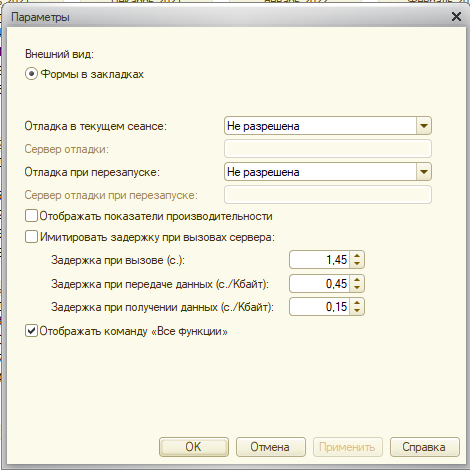 Параметры
Внешний вид:
Формы в закладках
Отладка в текущем сеансе: Не разрешена
Сервер отладки:
Отладка при перезапуске: Не разрешена
Сервер отладки при перезапуске:
Отображать показатели производительности
Имитировать задержку при вызовах сервера:
Задержка при вызове (с.): 1,45
Задержка при передаче данных (с./Кбайт): 0,45
Задержка при получении данных (с./Кбайт): 0,15
Отображать команду «Все функции»
OK Отмена Применить Справка